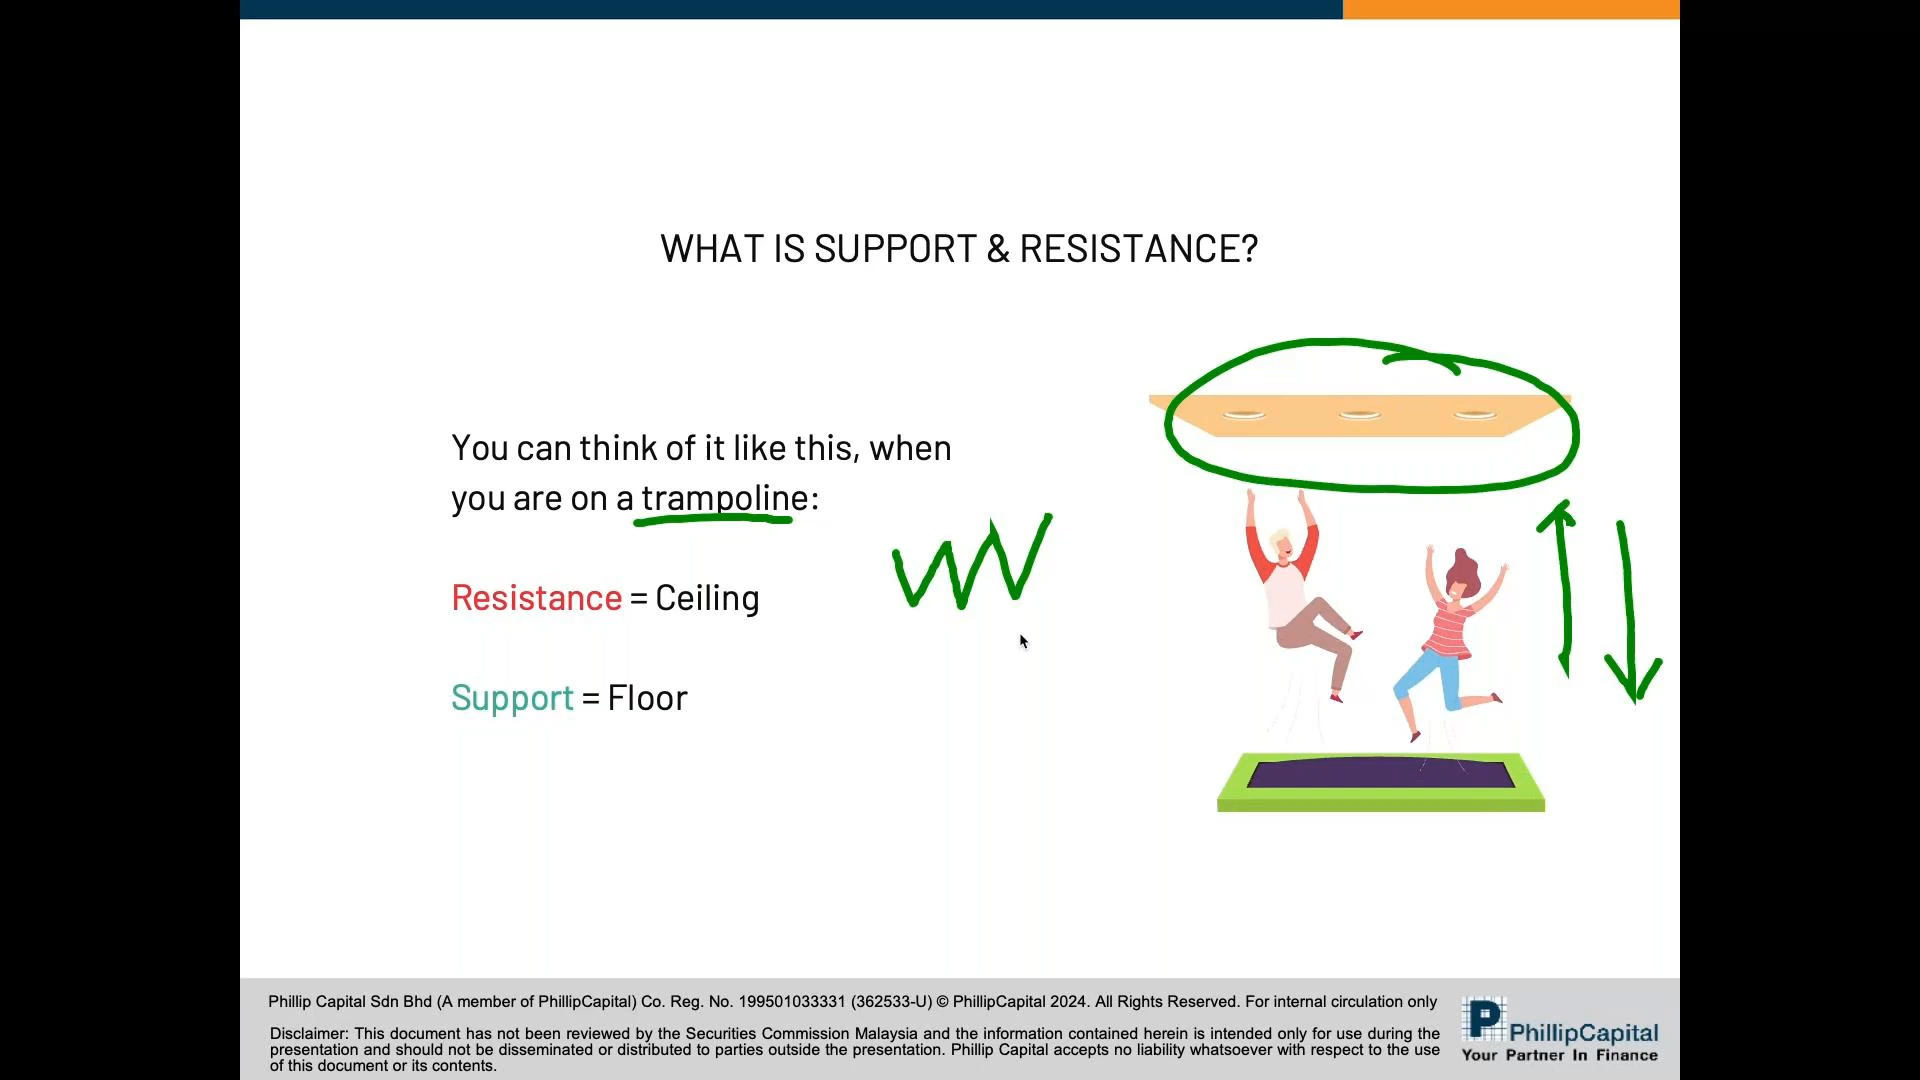 WHAT IS SUPPORT & RESISTANCE?
You can think of it like this, when
you are on a trampoline:
Resistance = Ceiling
Support = Floor
Phillip Capital Sdn Bhd (A member of PhillipCapital) Co. Reg. No. 199501033331 (362533-U) © PhillipCapital 2024. All Rights Reserved. For internal circulation only
Disclaimer: This document has not been reviewed by the Securities Commission Malaysia and the information contained herein is intended only for use during the
presentation and should not be disseminated or distributed to parties outside the presentation. Phillip Capital accepts no liability whatsoever with respect to the use
of this document or its contents.
PhillipCapital
Your Partner In Finance